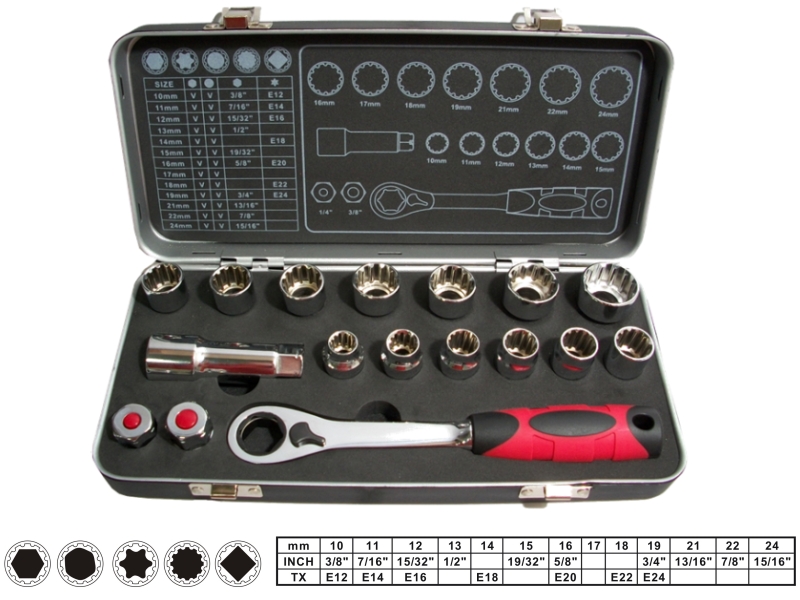 SIZE 3/8" E12
10mm V V 3/8" E12
11mm V V 7/16" E14
12mm V V 15/32" E16
13mm V V 1/2"
14mm V V E18
15mm V V 19/32"
16mm V V 5/8" E20
17mm V V
18mm V V E22
19mm V V 3/4" E24
21mm V V 13/16"
22mm V V 7/8"
24mm V V 15/16"
16mm 17mm 18mm 19mm 21mm 22mm 24mm
10mm 11mm 12mm 13mm 14mm 15mm
1/4" 3/8"
mm 10 11 12 13 14 15 16 17 18 19 21 22 24
INCH 3/8" 7/16" 15/32" 1/2" 19/32" 5/8" 3/4" 13/16" 7/8" 15/16"
TX E12 E14 E16 E18 E20 E22 E24